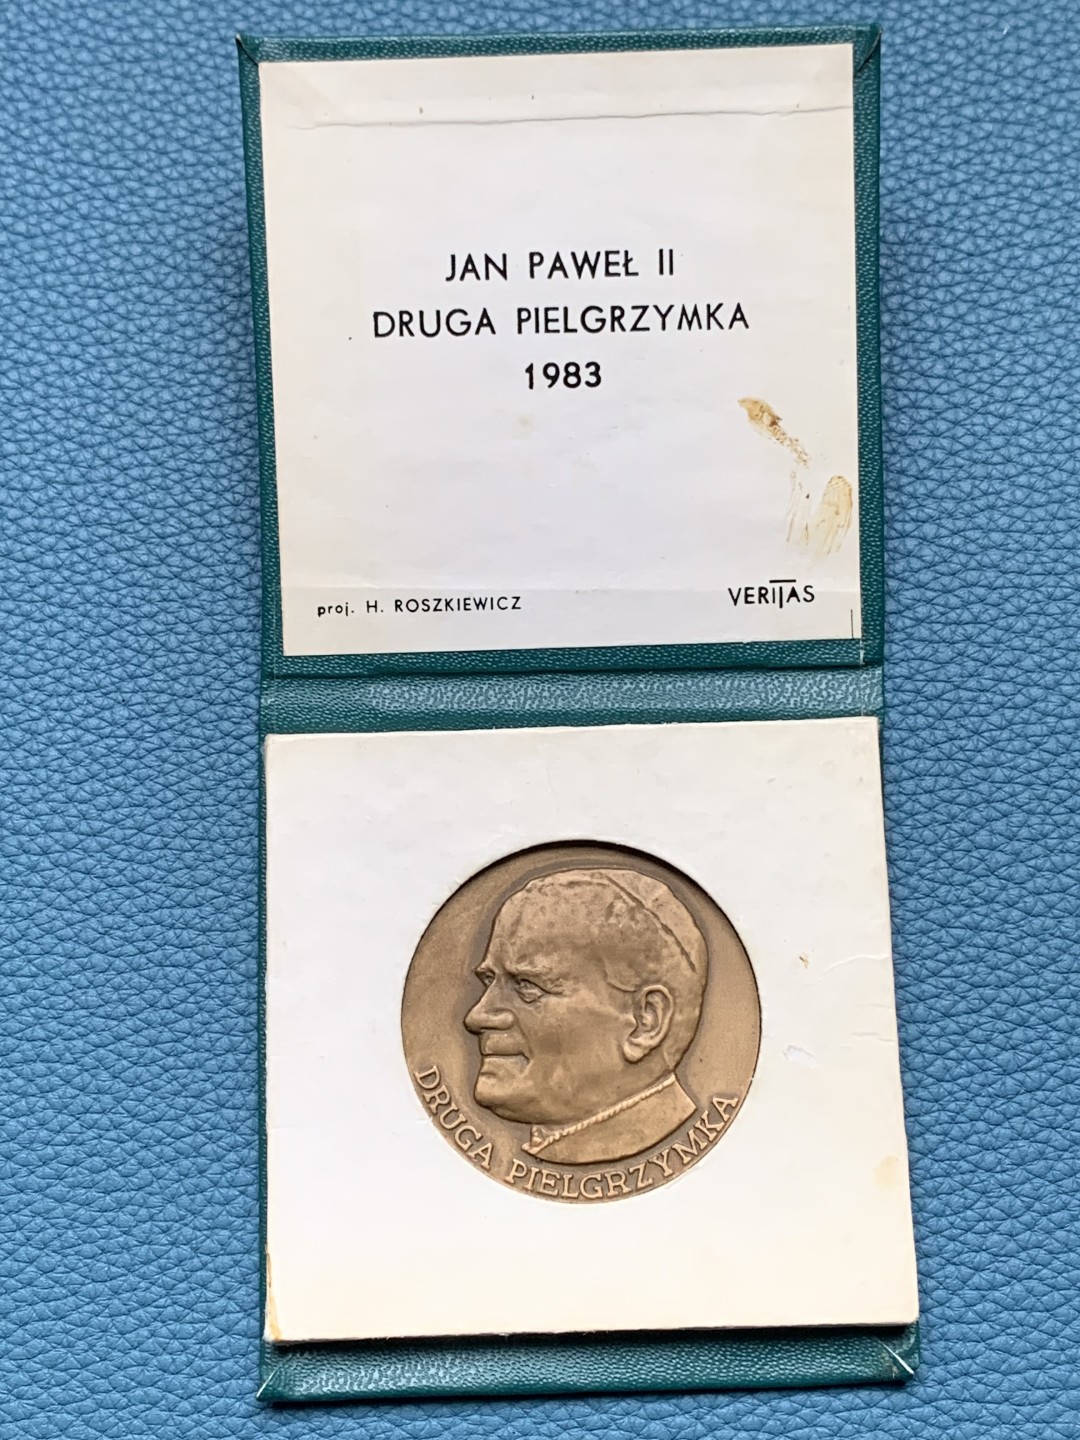 JAN PAWEŁ II
DRUGA PIELGRZYMKA
1983
proj. H. ROSZKIEWICZ
VERITAS
DRUGA PIELGRZYMKA